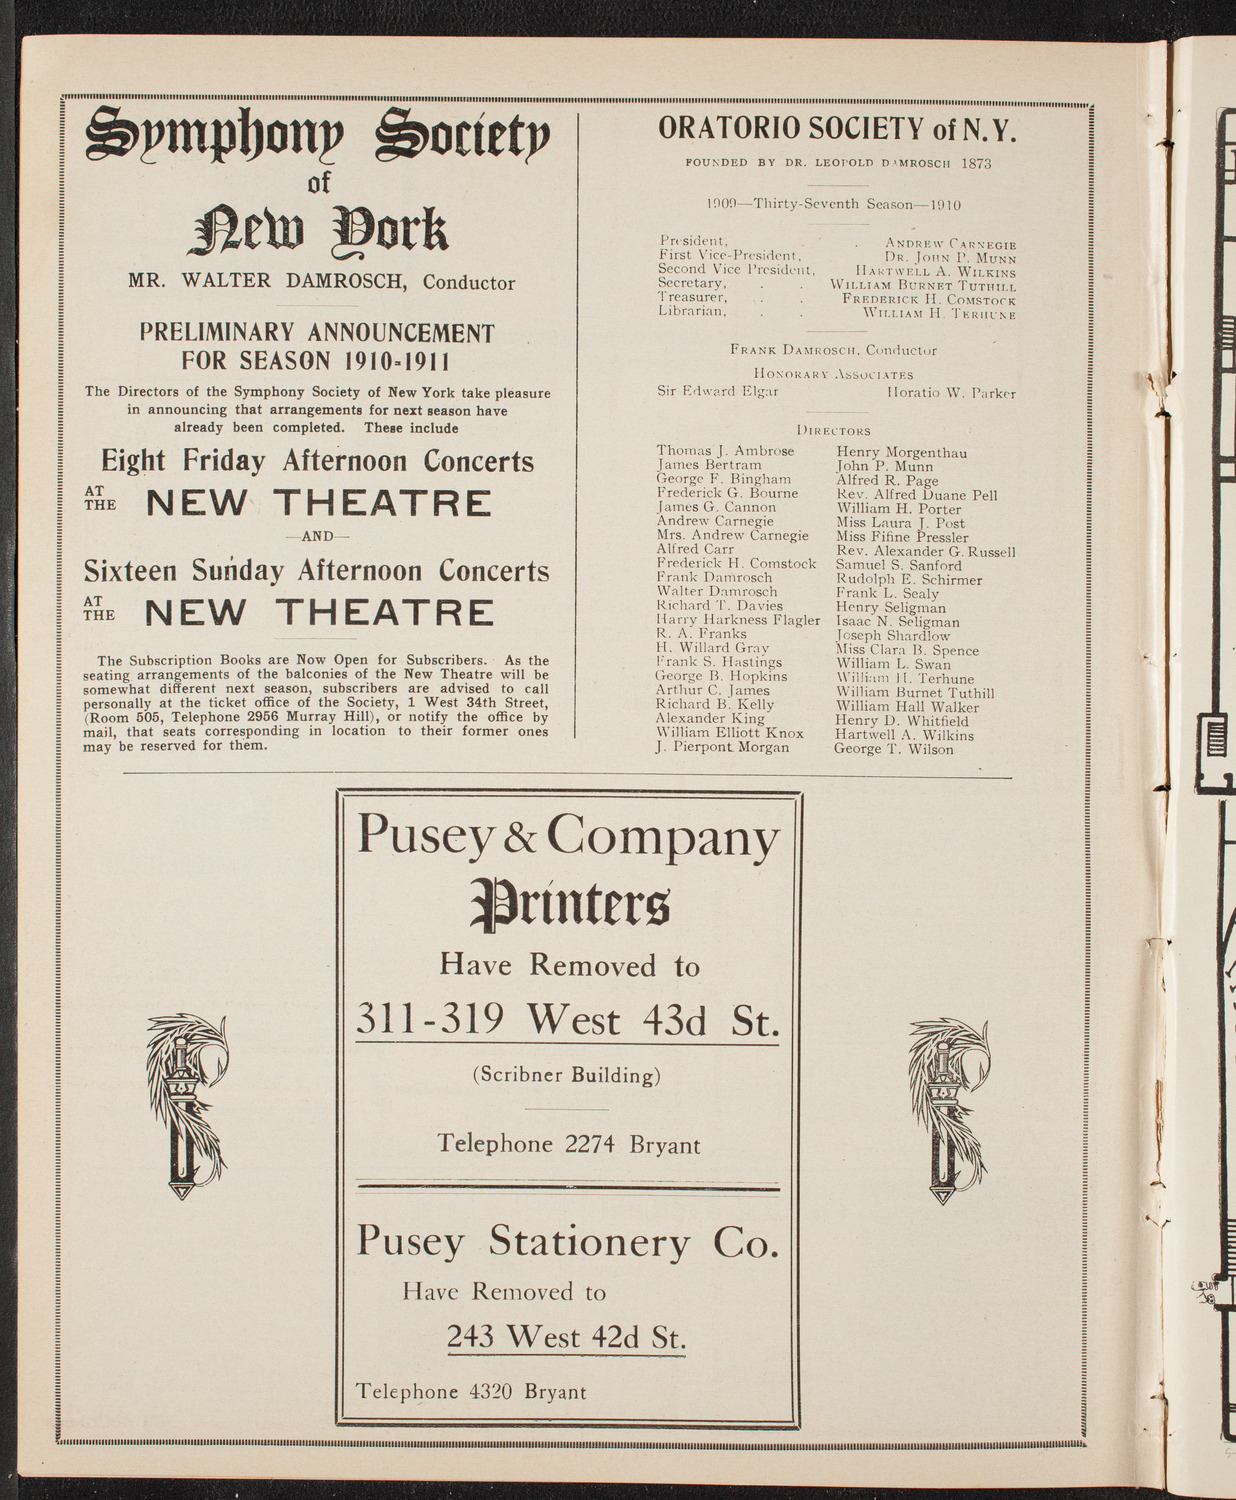 Symphony Society
of
New York
MR. WALTER DAMROSCH, Conductor
PRELIMINARY ANNOUNCEMENT
FOR SEASON 1910-1911
The Directors of the Symphony Society of New York take pleasure
in announcing that arrangements for next season have
already been completed. These include
Eight Friday Afternoon Concerts
AT THE NEW THEATRE
—AND—
Sixteen Sunday Afternoon Concerts
AT THE NEW THEATRE
The Subscription Books are Now Open for Subscribers. As the
seating arrangements of the balconies of the New Theatre will be
somewhat different next season, subscribers are advised to call
personally at the ticket office of the Society, 1 West 34th Street,
(Room 505, Telephone 2956 Murray Hill), or notify the office by
mail, that seats corresponding in location to their former ones
may be reserved for them.
ORATORIO SOCIETY of N. Y.
FOUNDED BY DR. LEOPOLD DAMROSCH 1873
1909—Thirty-Seventh Season—1910
President, . ANDREW CARNEGIE
First Vice-President, DR. JOHN P. MUNN
Second Vice President, HARTWELL A. WILKINS
Secretary, . . WILLIAM BURNET TUTHILL
Treasurer, . . FREDERICK H. COMSTOCK
Librarian, . . WILLIAM H. TERHUNE
FRANK DAMROSCH, Conductor
HONORARY ASSOCIATES
Sir Edward Elgar Horatio W. Parker
DIRECTORS
Thomas J. Ambrose
James Bertram
George F. Bingham
Frederick G. Bourne
James G. Cannon
Andrew Carnegie
Mrs. Andrew Carnegie
Alfred Carr
Frederick H. Comstock
Frank Damrosch
Walter Damrosch
Richard T. Davies
Harry Harkness Flagler
R. A. Franks
H. Willard Gray
Frank S. Hastings
George B. Hopkins
Arthur C. James
Richard B. Kelly
Alexander King
William Elliott Knox
J. Pierpont Morgan
Henry Morgenthau
John P. Munn
Alfred R. Page
Rev. Alfred Duane Pell
William H. Porter
Miss Laura J. Post
Miss Fifine Pressler
Rev. Alexander G. Russell
Samuel S. Sanford
Rudolph E. Schirmer
Frank L. Sealy
Henry Seligman
Isaac N. Seligman
Joseph Shardlow
Miss Clara B. Spence
William L. Swan
William H. Terhune
William Burnet Tuthill
William Hall Walker
Henry D. Whitfield
Hartwell A. Wilkins
George T. Wilson
Pusey & Company
Printers
Have Removed to
311-319 West 43d St.
(Scribner Building)
Telephone 2274 Bryant
Pusey Stationery Co.
Have Removed to
243 West 42d St.
Telephone 4320 Bryant